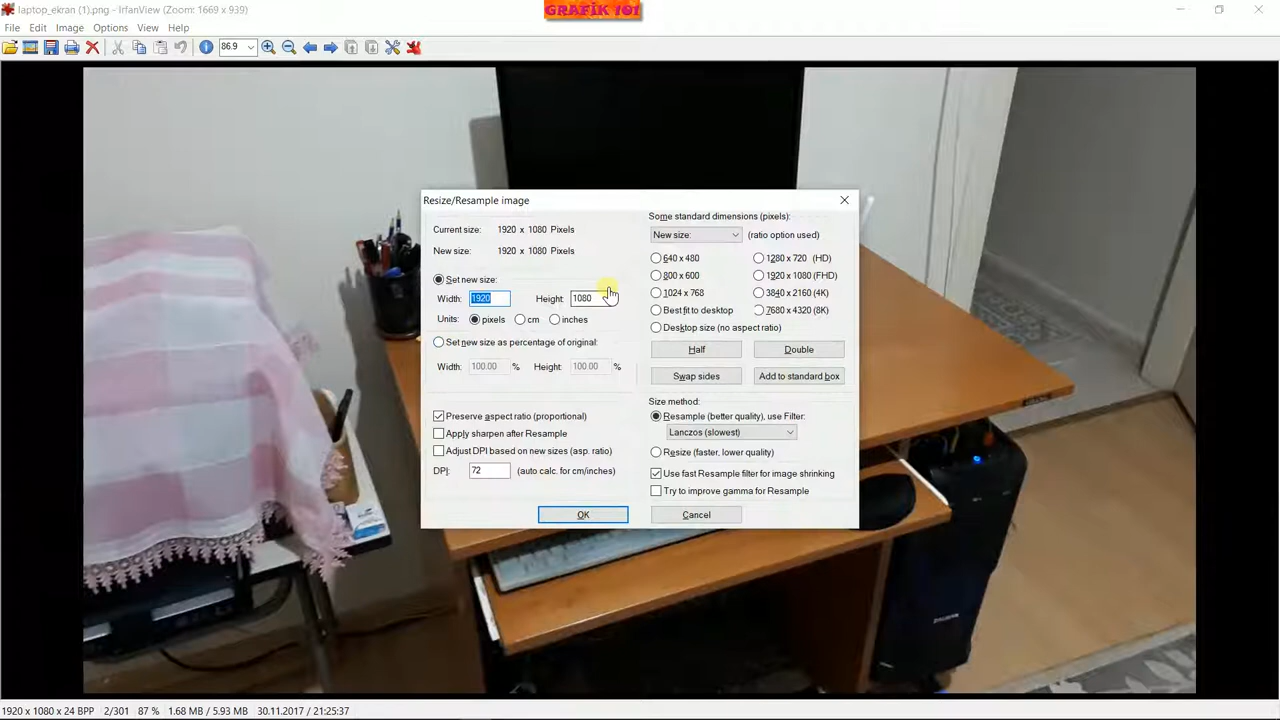 laptop_ekran (1).png - IrfanView (Zoom: 1669 x 939)
GRAFİK 101
File Edit Image Options View Help
86.9
Resize/Resample image
Current size: 1920 x 1080 Pixels
New size: 1920 x 1080 Pixels
Set new size:
Width: 1920 Height: 1080
Units: pixels cm inches
Set new size as percentage of original:
Width: 100.00 % Height: 100.00 %
Preserve aspect ratio (proportional)
Apply sharpen after Resample
Adjust DPI based on new sizes (asp. ratio)
DPI: 72 (auto calc. for cm/inches)
OK
Some standard dimensions (pixels):
New size: (ratio option used)
640 x 480 1280 x 720 (HD)
800 x 600 1920 x 1080 (FHD)
1024 x 768 3840 x 2160 (4K)
Best fit to desktop 7680 x 4320 (8K)
Desktop size (no aspect ratio)
Half Double
Swap sides Add to standard box
Size method:
Resample (better quality), use Filter:
Lanczos (slowest)
Resize (faster, lower quality)
Use fast Resample filter for image shrinking
Try to improve gamma for Resample
Cancel
1920 x 1080 x 24 BPP 2/301 87 % 1.68 MB / 5.93 MB 30.11.2017 / 21:25:37